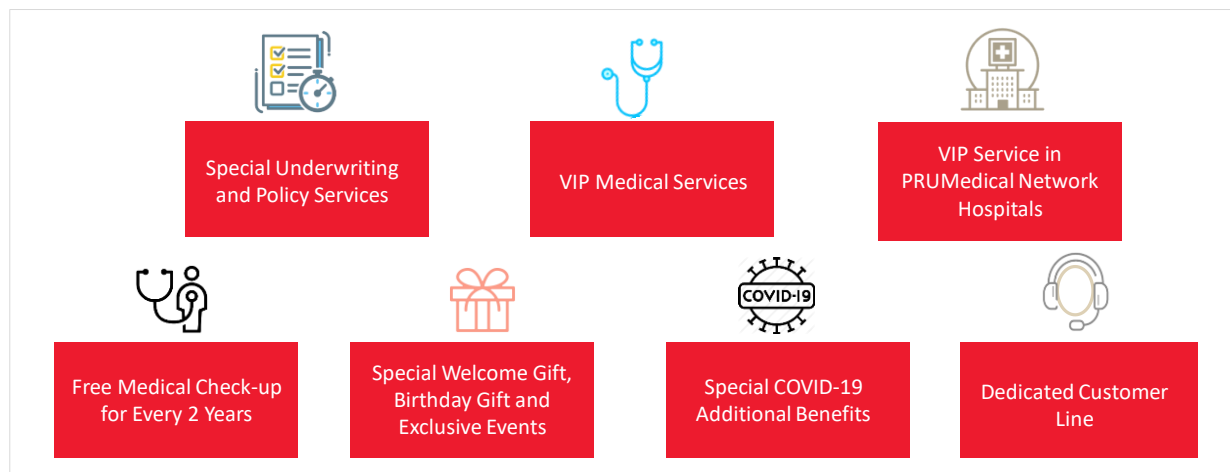 Special Underwriting
and Policy Services
VIP Medical Services
VIP Service in
PRUMedical Network
Hospitals
COVID-19
Free Medical Check-up
for Every 2 Years
Special Welcome Gift,
Birthday Gift and
Exclusive Events
Special COVID-19
Additional Benefits
Dedicated Customer
Line